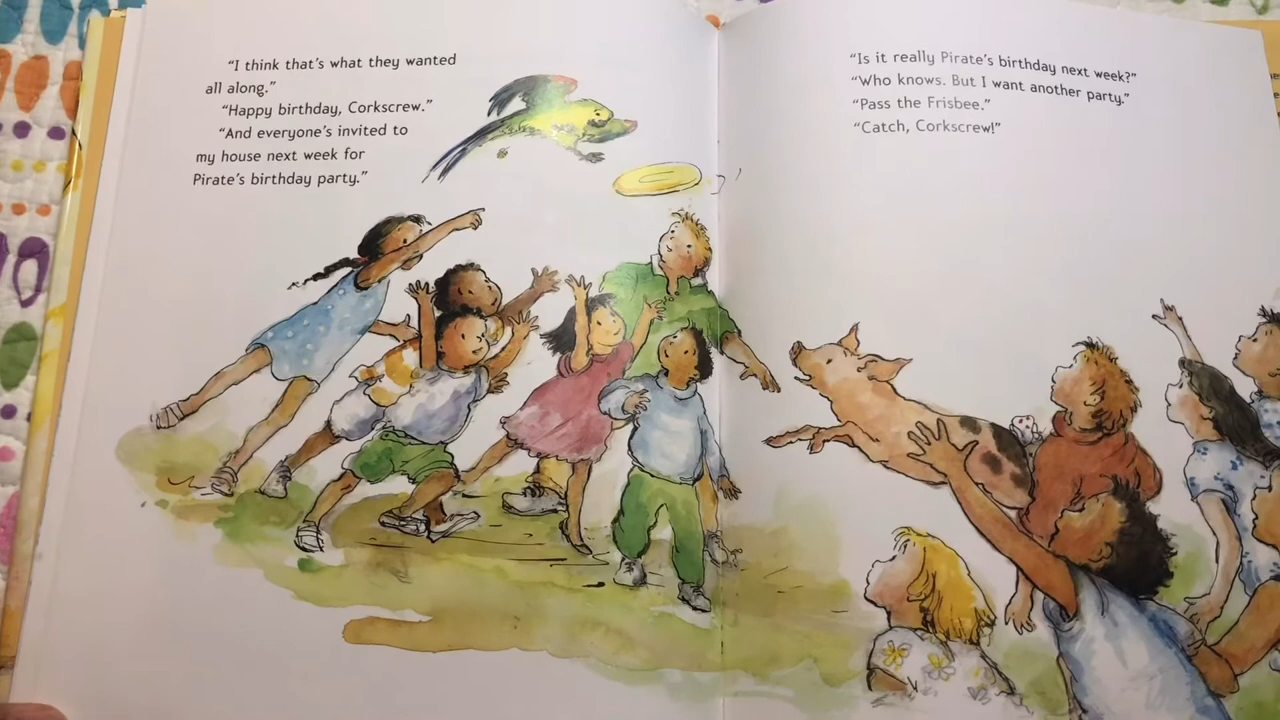 “I think that’s what they wanted
all along.”
“Happy birthday, Corkscrew.”
“And everyone’s invited to
my house next week for
Pirate’s birthday party.”
“Is it really Pirate’s birthday next week?”
“Who knows. But I want another party.”
“Pass the Frisbee.”
“Catch, Corkscrew!”